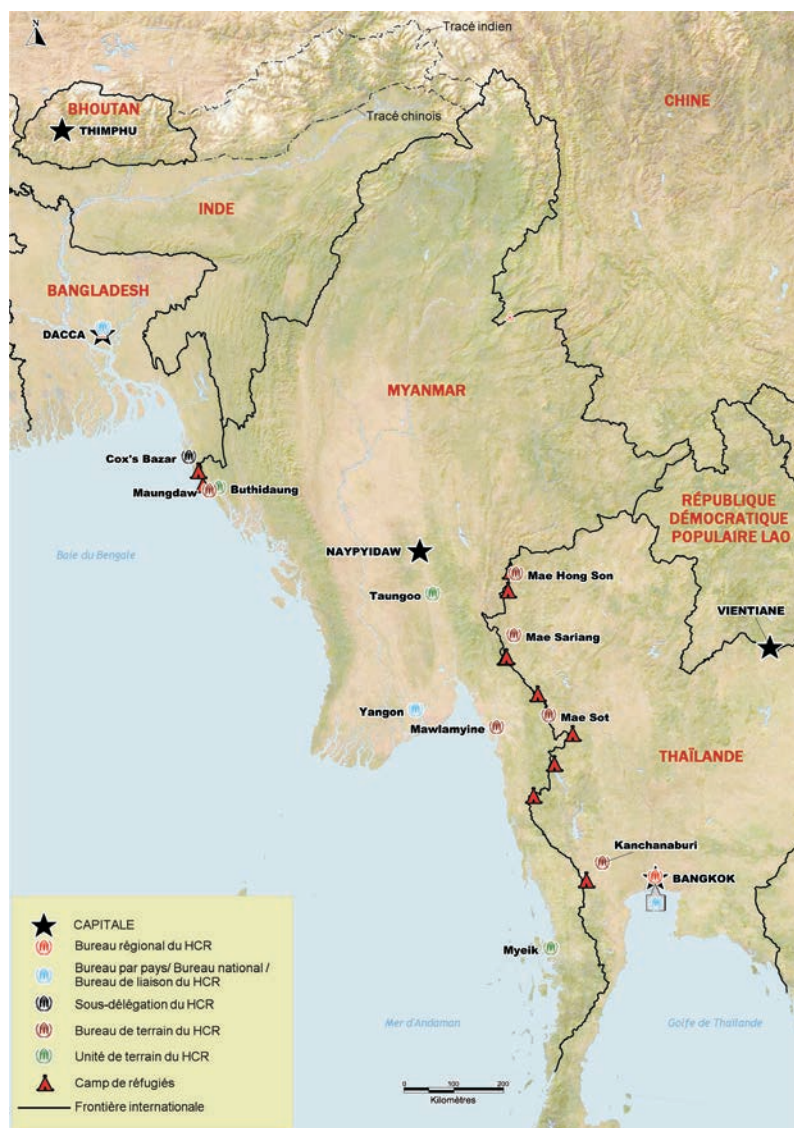 N
Tracé indien
BHOUTAN
CHINE
THIMPHU
Tracé chinois
INDE
BANGLADESH
DACCA
MYANMAR
Cox's Bazar
Maungdaw
Buthidaung
RÉPUBLIQUE
DÉMOCRATIQUE
POPULAIRE LAO
Baie du Bengale
NAYPYIDAW
Mae Hong Son
Taungoo
VIENTIANE
Mae Sariang
Yangon
Mae Sot
Mawlamyine
THAÏLANDE
Kanchanaburi
BANGKOK
Myeik
Mer d'Andaman
Golfe de Thaïlande
CAPITALE
Bureau régional du HCR
Bureau par pays/ Bureau national /
Bureau de liaison du HCR
Sous-délégation du HCR
Bureau de terrain du HCR
Unité de terrain du HCR
Camp de réfugiés
Frontière internationale
0 100 200
Kilomètres